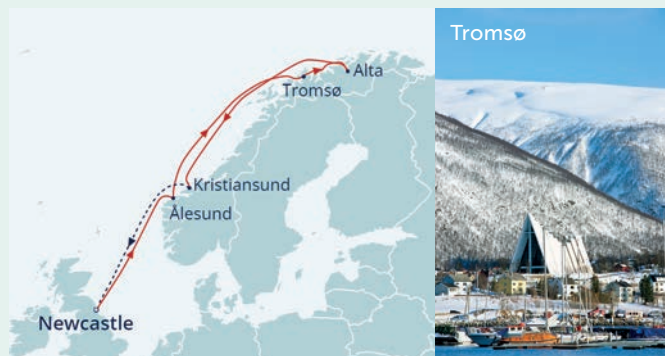 Tromsø
Alta
Tromsø
Kristiansund
Ålesund
Newcastle